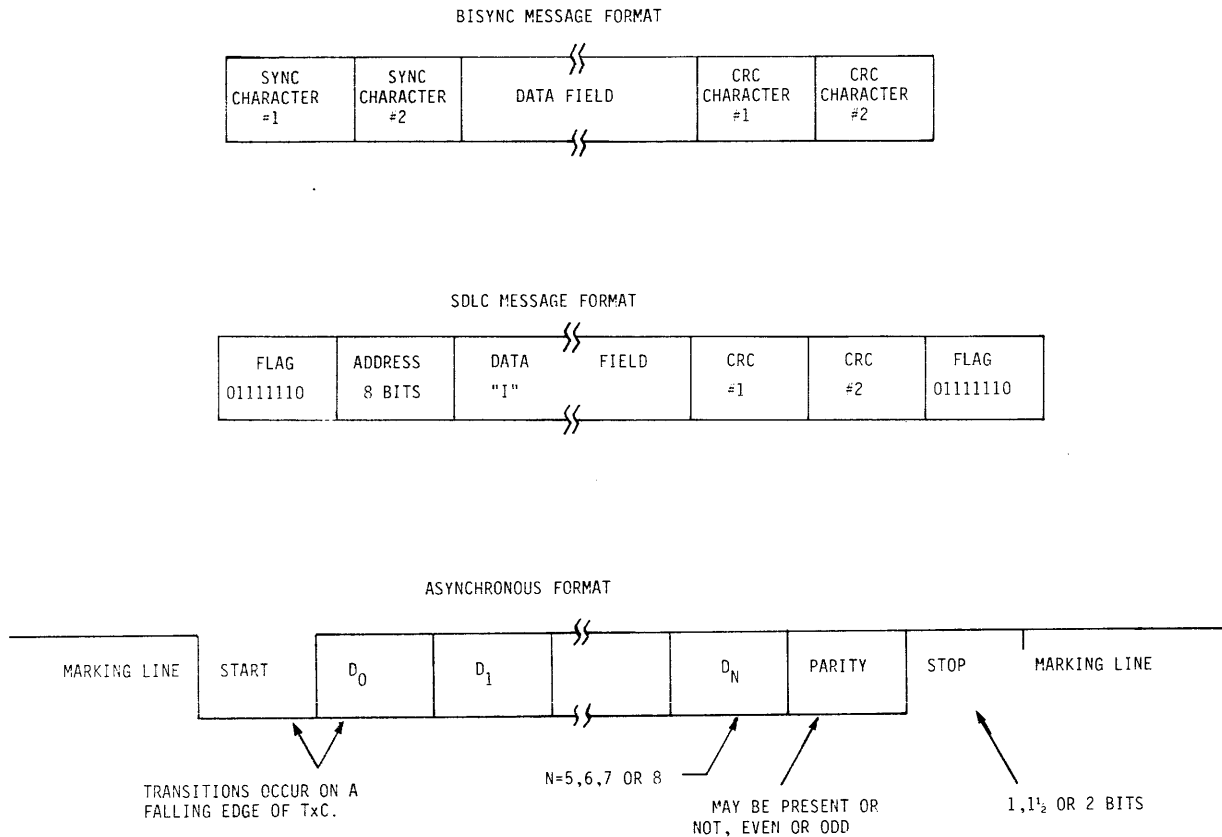 BISYNC MESSAGE FORMAT
SYNC CHARACTER #1
SYNC CHARACTER #2
DATA FIELD
CRC CHARACTER #1
CRC CHARACTER #2
SDLC MESSAGE FORMAT
FLAG 01111110
ADDRESS 8 BITS
DATA "I"
FIELD
CRC #1
CRC #2
FLAG 01111110
ASYNCHRONOUS FORMAT
MARKING LINE
START
D0
D1
DN
PARITY
STOP
MARKING LINE
TRANSITIONS OCCUR ON A
FALLING EDGE OF TxC.
N=5,6,7 OR 8
MAY BE PRESENT OR
NOT, EVEN OR ODD
1,1½ OR 2 BITS